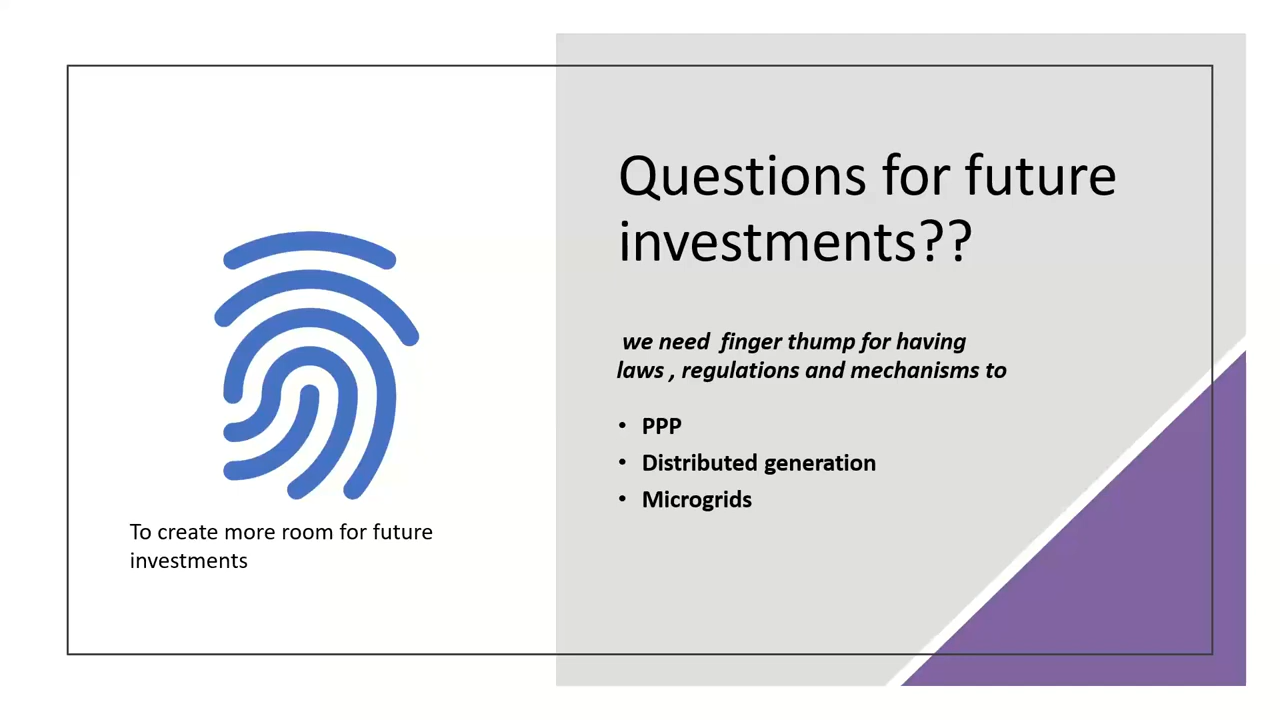 Questions for future
investments??
we need finger thump for having
laws , regulations and mechanisms to
• PPP
• Distributed generation
• Microgrids
To create more room for future
investments